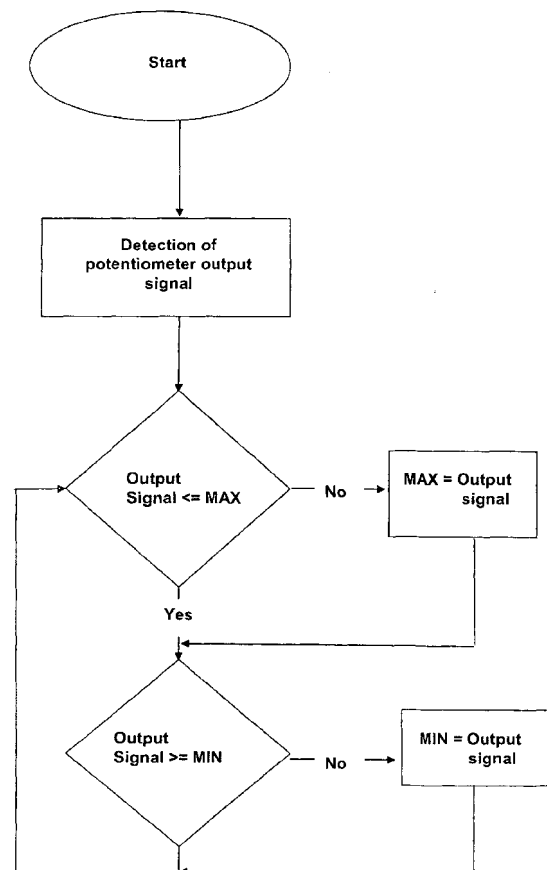 Start
Detection of
potentiometer output
signal
Output
Signal <= MAX
No
MAX = Output
signal
Yes
Output
Signal >= MIN
No
MIN = Output
signal